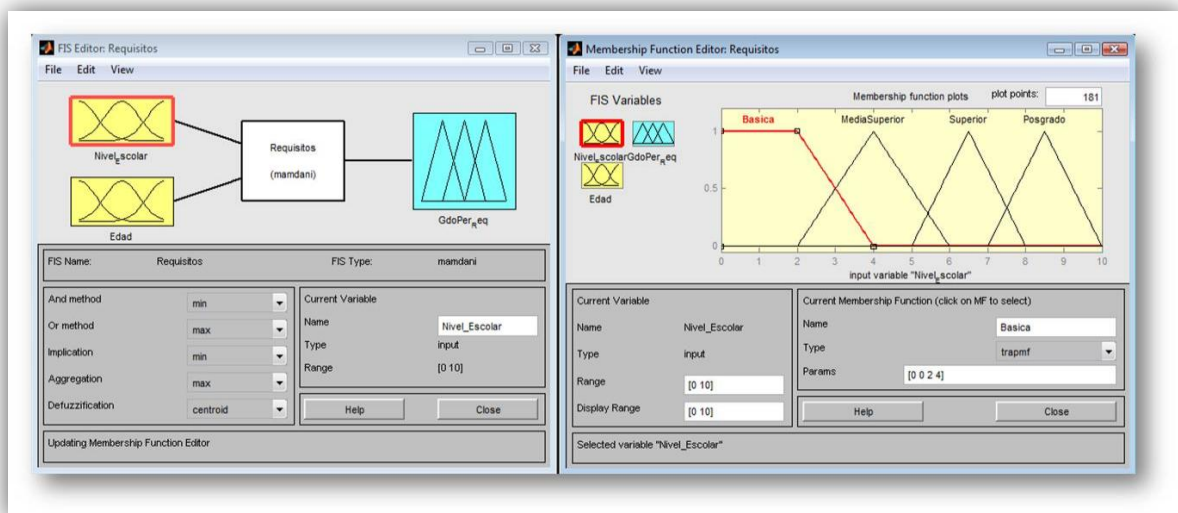 FIS Editor: Requisitos
File Edit View
Nivel_Escolar
Edad
Requisitos
(mamdani)
GdoPer_Req
FIS Name: Requisitos FIS Type: mamdani
And method min
Or method max
Implication min
Aggregation max
Defuzzification centroid
Current Variable
Name Nivel_Escolar
Type input
Range [0 10]
Help Close
Updating Membership Function Editor
Membership Function Editor: Requisitos
File Edit View
FIS Variables
Nivel_Escolar GdoPer_Req
Edad
Membership function plots plot points: 181
Basica MediaSuperior Superior Posgrado
1
0.5
0
0 1 2 3 4 5 6 7 8 9 10
input variable "Nivel_Escolar"
Current Variable
Name Nivel_Escolar
Type input
Range [0 10]
Display Range [0 10]
Current Membership Function (click on MF to select)
Name Basica
Type trapmf
Params [0 0 2 4]
Help Close
Selected variable "Nivel_Escolar"